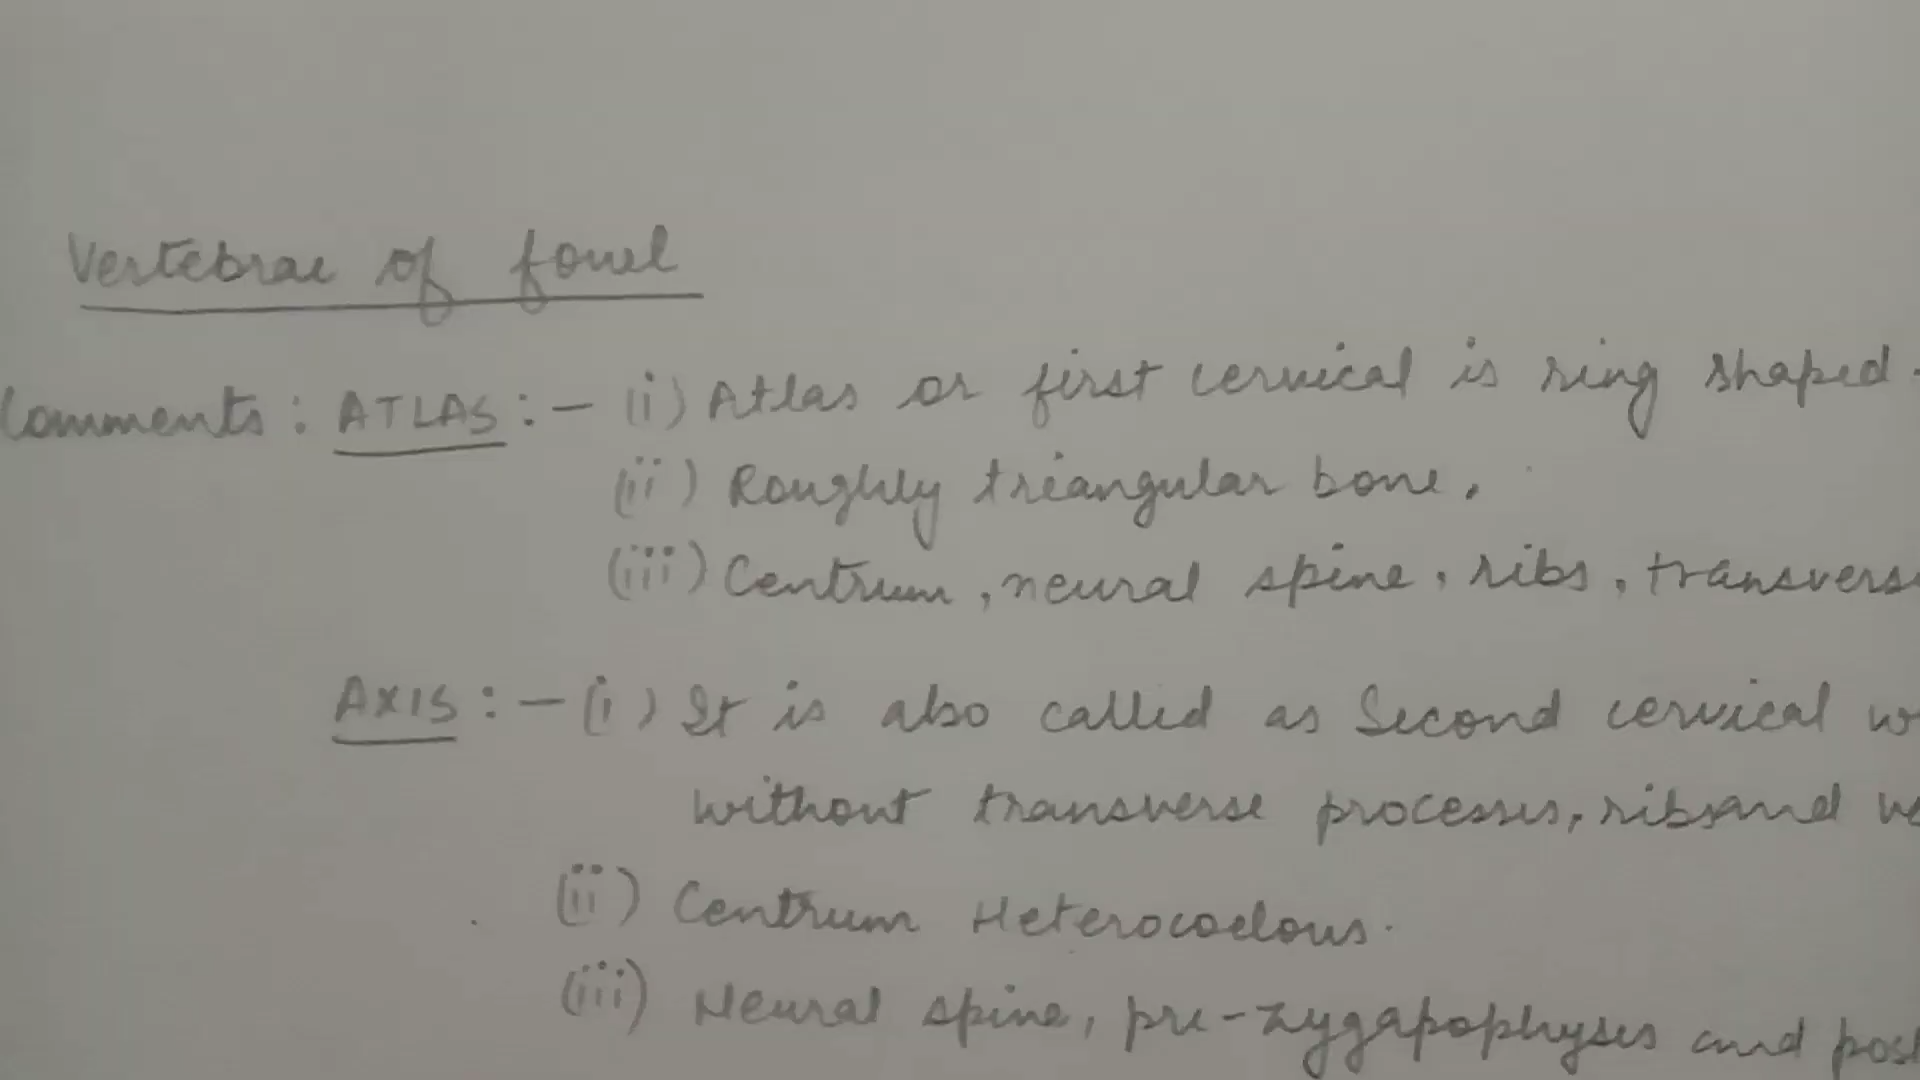 Vertebrae of fowl
Comments : ATLAS :- (i) Atlas or first cervical is ring shaped.
(ii) Roughly triangular bone.
(iii) Centrum, neural spine, ribs, transvers
AXIS :- (i) It is also called as Second cervical
without transverse processes, ribs and
(ii) Centrum Heterocoelous.
(iii) Neural spine, pre-zygapophyses and post